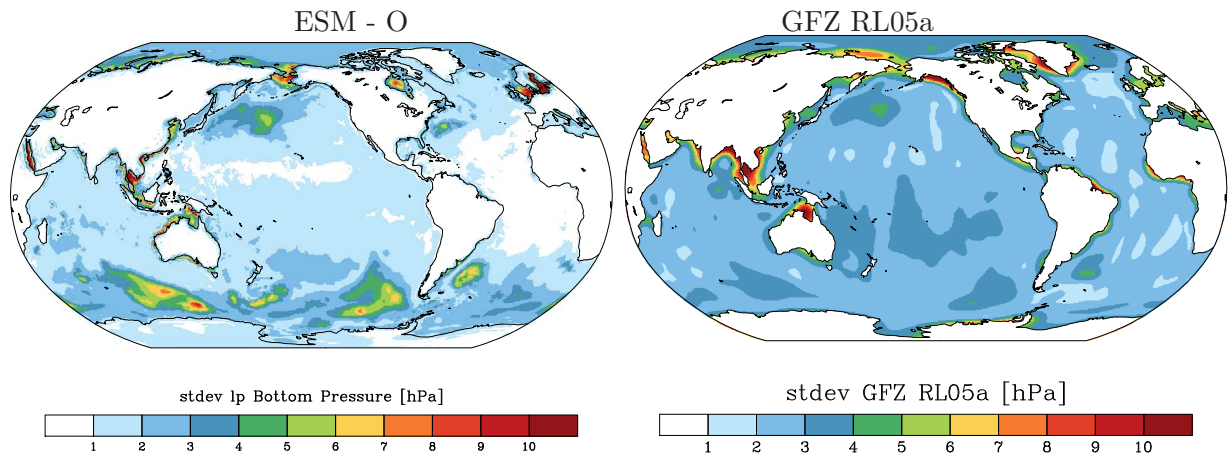 ESM - O
GFZ RL05a
stdev lp Bottom Pressure [hPa]
1 2 3 4 5 6 7 8 9 10
stdev GFZ RL05a [hPa]
1 2 3 4 5 6 7 8 9 10